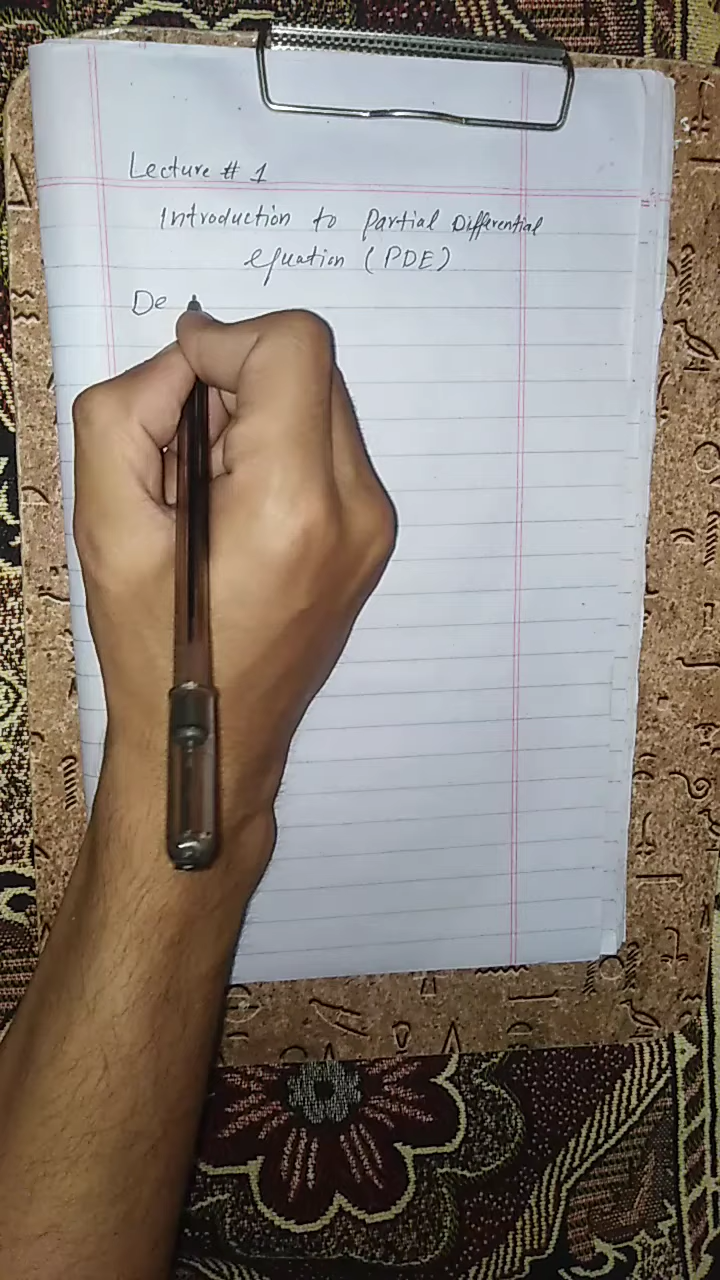 Lecture # 1
Introduction to Partial Differential
equation (PDE)
De